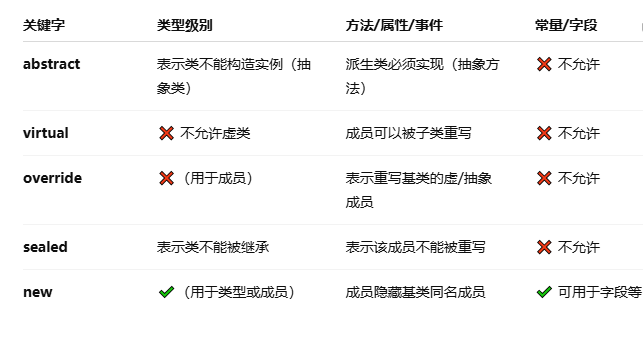 关键字 类型级别 方法/属性/事件 常量/字段
abstract 表示类不能构造实例（抽象类） 派生类必须实现（抽象方法） ❌ 不允许
virtual ❌ 不允许虚类 成员可以被子类重写 ❌ 不允许
override ❌（用于成员） 表示重写基类的虚/抽象成员 ❌ 不允许
sealed 表示类不能被继承 表示该成员不能被重写 ❌ 不允许
new ✔（用于类型或成员） 成员隐藏基类同名成员 ✔ 可用于字段等